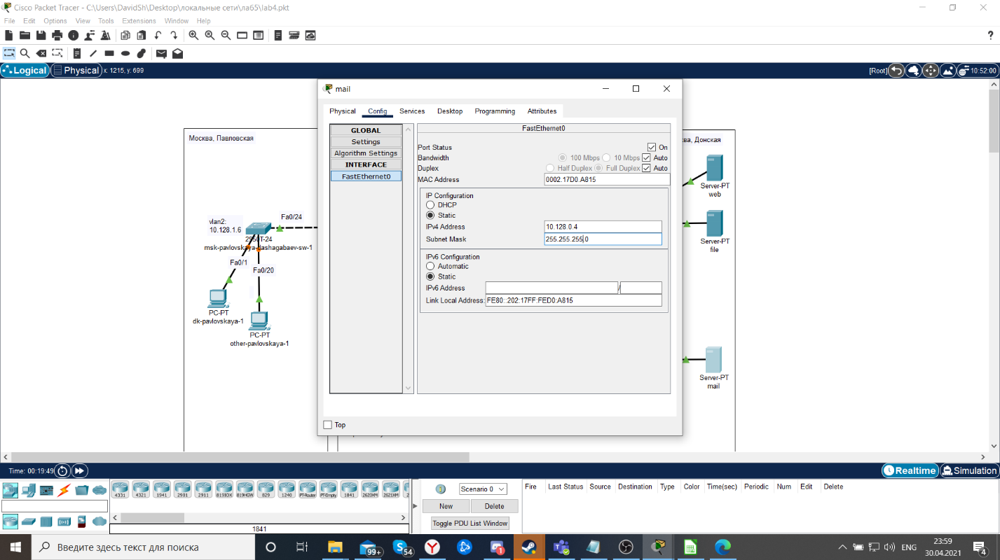 Cisco Packet Tracer - C:\Users\DavidSh\Desktop\локальные сети\ла65\lab4.pkt
File Edit Options View Tools Extensions Window Help
?
Logical Physical x: 1215, y: 699
[Root] 10:52:00
mail
Physical Config Services Desktop Programming Attributes
GLOBAL
Settings
Algorithm Settings
INTERFACE
FastEthernet0
FastEthernet0
Port Status On
Bandwidth 100 Mbps 10 Mbps Auto
Duplex Half Duplex Full Duplex Auto
MAC Address 0002.17D0.A815
IP Configuration
DHCP
Static
IPv4 Address 10.128.0.4
Subnet Mask 255.255.255.0
IPv6 Configuration
Automatic
Static
IPv6 Address /
Link Local Address: FE80::202:17FF:FED0:A815
Top
Москва, Павловская
vlan2:
10.128.1.6
Fa0/24
2950T-24
msk-pavlovskaya-dashagabaev-sw-1
Fa0/1
Fa0/20
PC-PT
dk-pavlovskaya-1
PC-PT
other-pavlovskaya-1
ва, Донская
Server-PT
web
Server-PT
file
Server-PT
mail
Time: 00:19:49
Realtime Simulation
4331 4321 1941 2901 2911 819IOX 819HGW 829 1240 PT-Router PT-Empty 1841 2620XM 2621XM
1841
Scenario 0
New Delete
Toggle PDU List Window
Fire Last Status Source Destination Type Color Time(sec) Periodic Num Edit Delete
Введите здесь текст для поиска
99+
54
1
ENG
23:59
30.04.2021
4